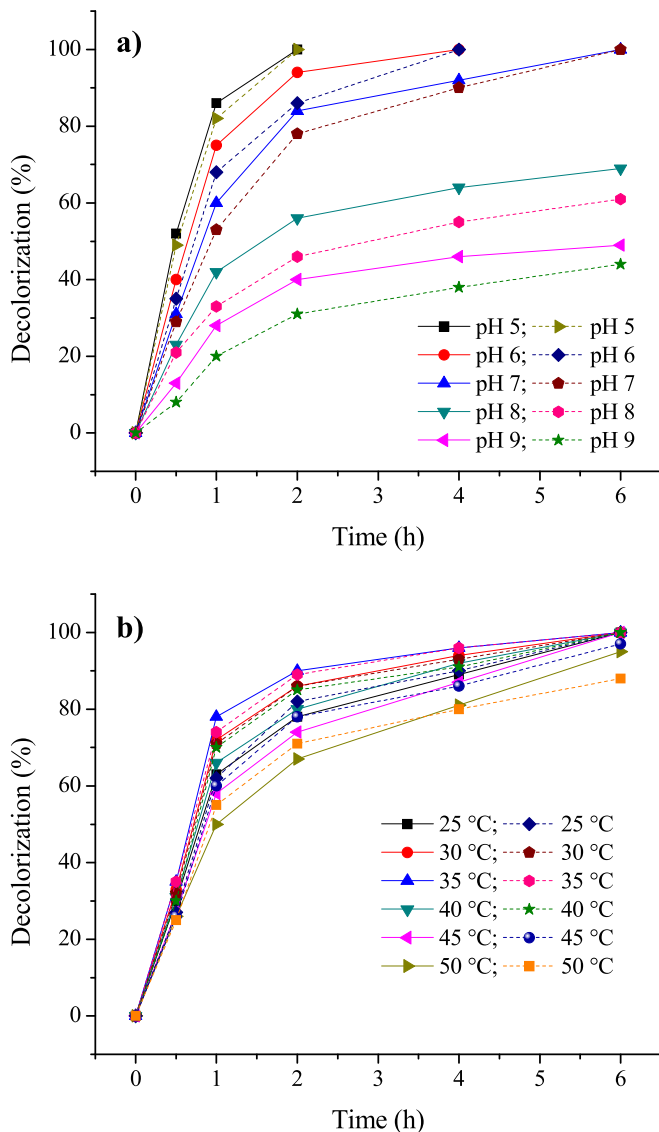 a)
100
80
60
40
20
0
Decolorization (%)
pH 5; pH 5
pH 6; pH 6
pH 7; pH 7
pH 8; pH 8
pH 9; pH 9
0 1 2 3 4 5 6
Time (h)
b)
100
80
60
40
20
0
Decolorization (%)
25 °C; 25 °C
30 °C; 30 °C
35 °C; 35 °C
40 °C; 40 °C
45 °C; 45 °C
50 °C; 50 °C
0 1 2 3 4 5 6
Time (h)